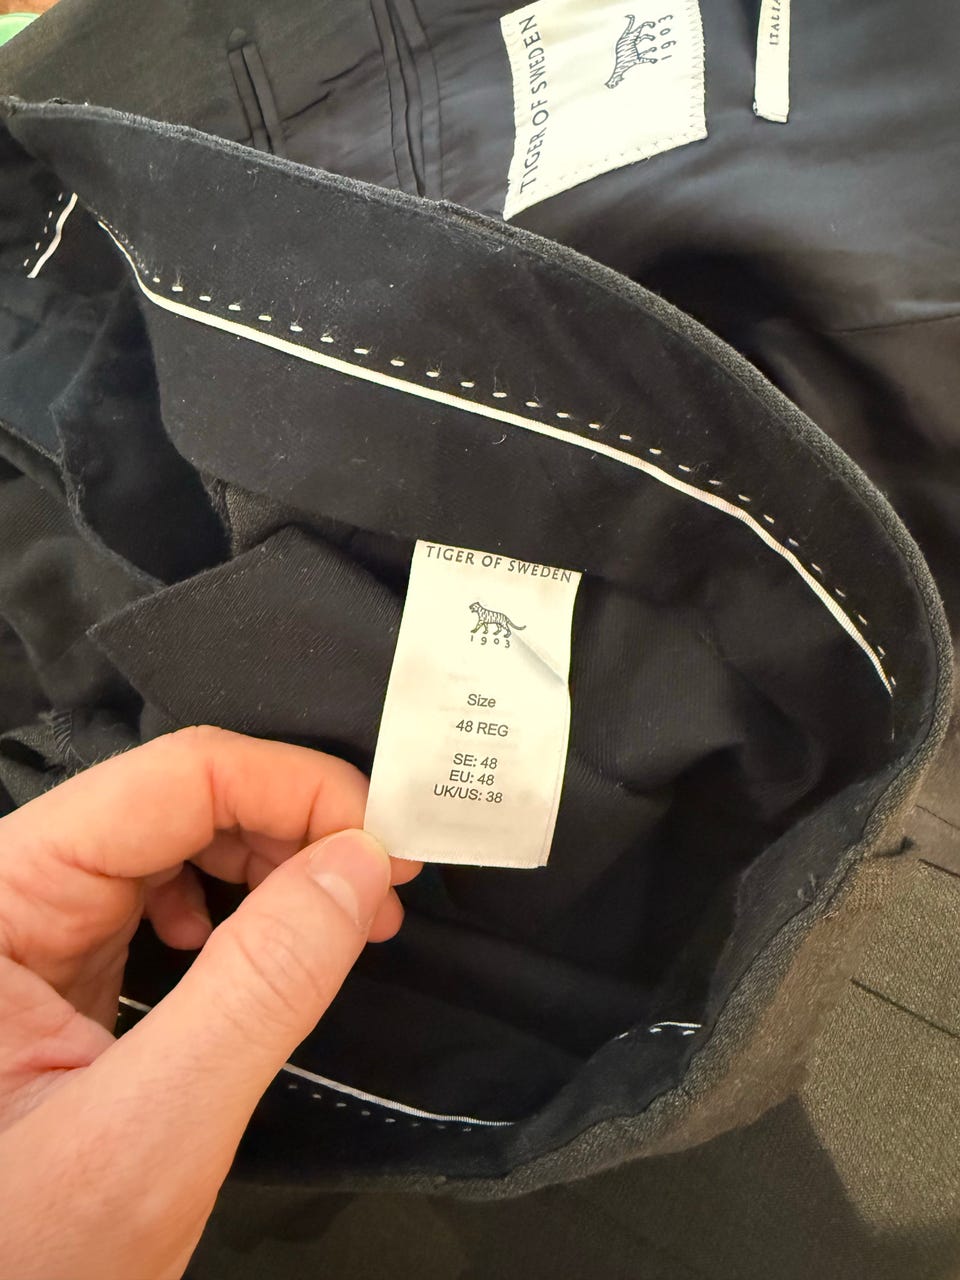 TIGER OF SWEDEN
1903
TIGER OF SWEDEN
1903
Size
48 REG
SE: 48
EU: 48
UK/US: 38